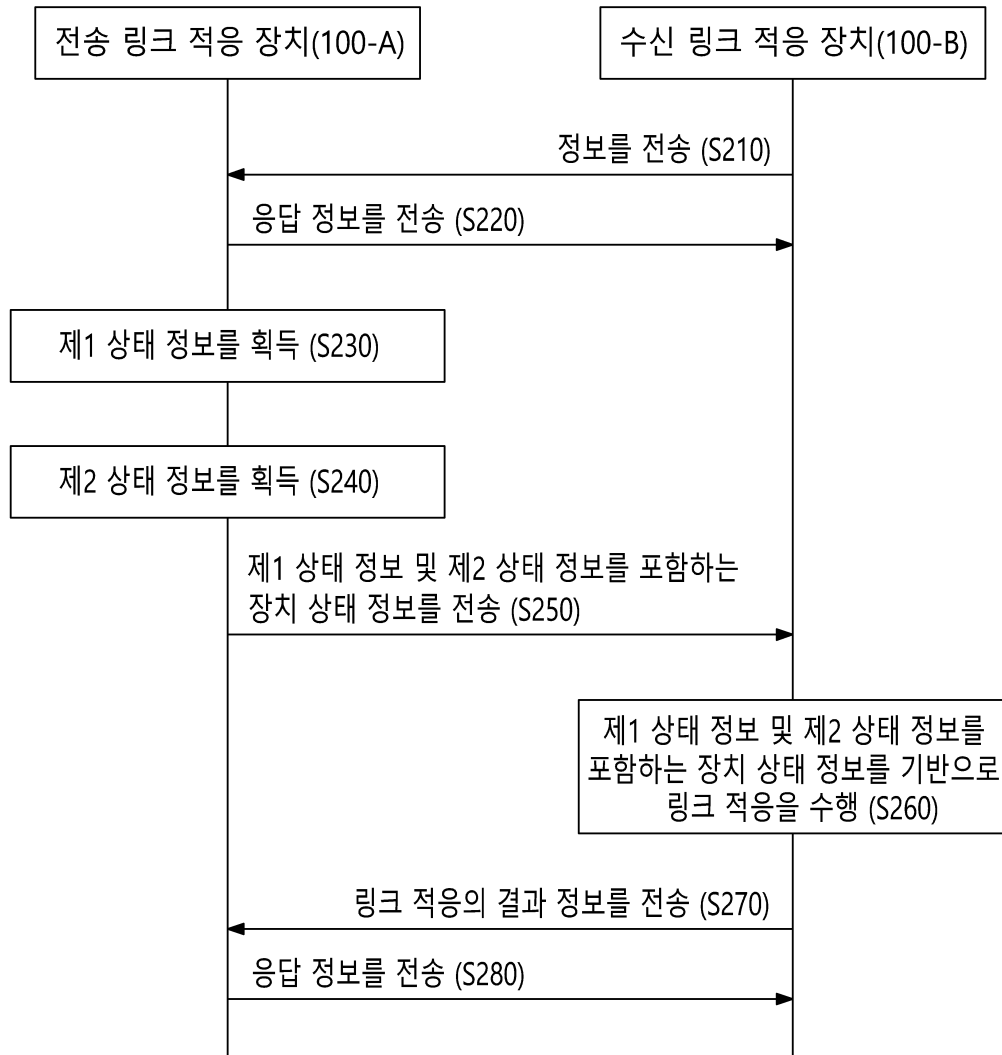 전송 링크 적응 장치(100-A)
수신 링크 적응 장치(100-B)
정보를 전송 (S210)
응답 정보를 전송 (S220)
제1 상태 정보를 획득 (S230)
제2 상태 정보를 획득 (S240)
제1 상태 정보 및 제2 상태 정보를 포함하는
장치 상태 정보를 전송 (S250)
제1 상태 정보 및 제2 상태 정보를
포함하는 장치 상태 정보를 기반으로
링크 적응을 수행 (S260)
링크 적응의 결과 정보를 전송 (S270)
응답 정보를 전송 (S280)